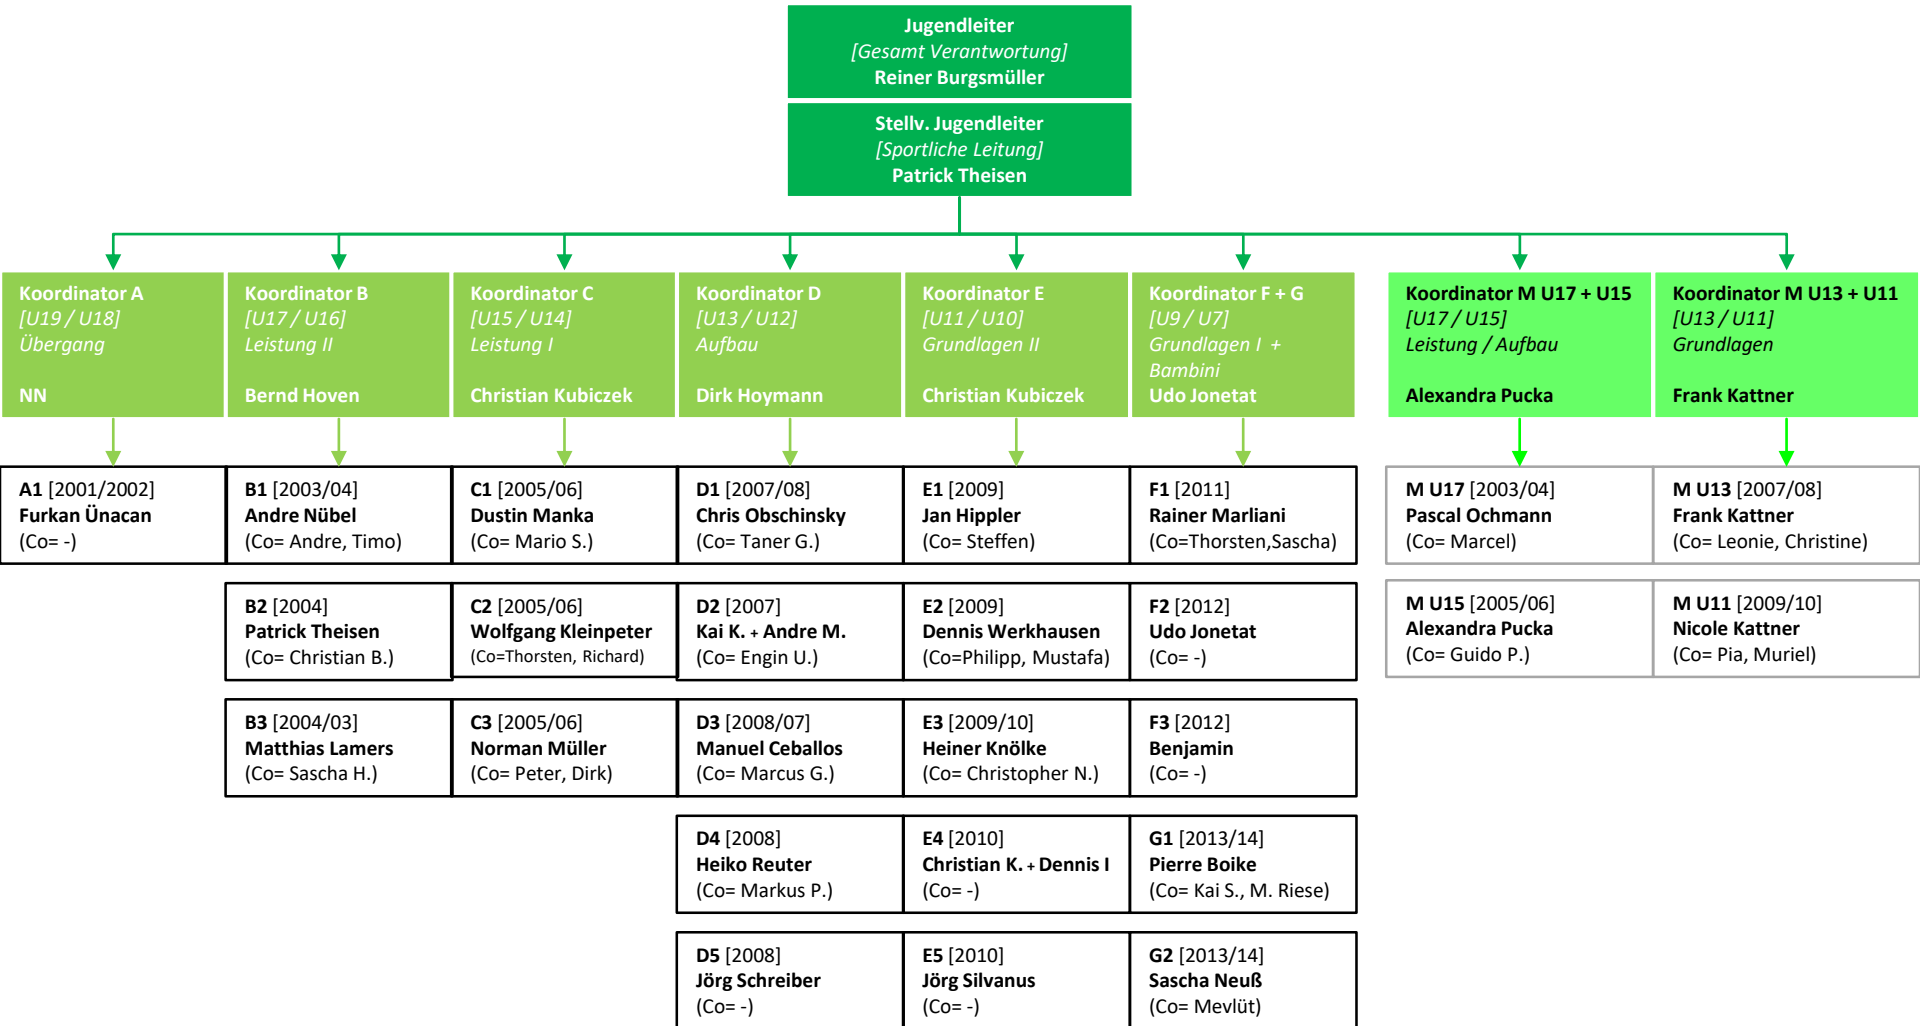 Jugendleiter
[Gesamt Verantwortung]
Reiner Burgsmüller
Stellv. Jugendleiter
[Sportliche Leitung]
Patrick Theisen
Koordinator A
[U19 / U18]
Übergang
NN
Koordinator B
[U17 / U16]
Leistung II
Bernd Hoven
Koordinator C
[U15 / U14]
Leistung I
Christian Kubiczek
Koordinator D
[U13 / U12]
Aufbau
Dirk Hoymann
Koordinator E
[U11 / U10]
Grundlagen II
Christian Kubiczek
Koordinator F + G
[U9 / U7]
Grundlagen I +
Bambini
Udo Jonetat
Koordinator M U17 + U15
[U17 / U15]
Leistung / Aufbau
Alexandra Pucka
Koordinator M U13 + U11
[U13 / U11]
Grundlagen
Frank Kattner
A1 [2001/2002]
Furkan Ünacan
(Co= -)
B1 [2003/04]
Andre Nübel
(Co= Andre, Timo)
C1 [2005/06]
Dustin Manka
(Co= Mario S.)
D1 [2007/08]
Chris Obschinsky
(Co= Taner G.)
E1 [2009]
Jan Hippler
(Co= Steffen)
F1 [2011]
Rainer Marliani
(Co=Thorsten,Sascha)
M U17 [2003/04]
Pascal Ochmann
(Co= Marcel)
M U13 [2007/08]
Frank Kattner
(Co= Leonie, Christine)
B2 [2004]
Patrick Theisen
(Co= Christian B.)
C2 [2005/06]
Wolfgang Kleinpeter
(Co=Thorsten, Richard)
D2 [2007]
Kai K. + Andre M.
(Co= Engin U.)
E2 [2009]
Dennis Werkhausen
(Co=Philipp, Mustafa)
F2 [2012]
Udo Jonetat
(Co= -)
M U15 [2005/06]
Alexandra Pucka
(Co= Guido P.)
M U11 [2009/10]
Nicole Kattner
(Co= Pia, Muriel)
B3 [2004/03]
Matthias Lamers
(Co= Sascha H.)
C3 [2005/06]
Norman Müller
(Co= Peter, Dirk)
D3 [2008/07]
Manuel Ceballos
(Co= Marcus G.)
E3 [2009/10]
Heiner Knölke
(Co= Christopher N.)
F3 [2012]
Benjamin
(Co= -)
D4 [2008]
Heiko Reuter
(Co= Markus P.)
E4 [2010]
Christian K. + Dennis I
(Co= -)
G1 [2013/14]
Pierre Boike
(Co= Kai S., M. Riese)
D5 [2008]
Jörg Schreiber
(Co= -)
E5 [2010]
Jörg Silvanus
(Co= -)
G2 [2013/14]
Sascha Neuß
(Co= Mevlüt)